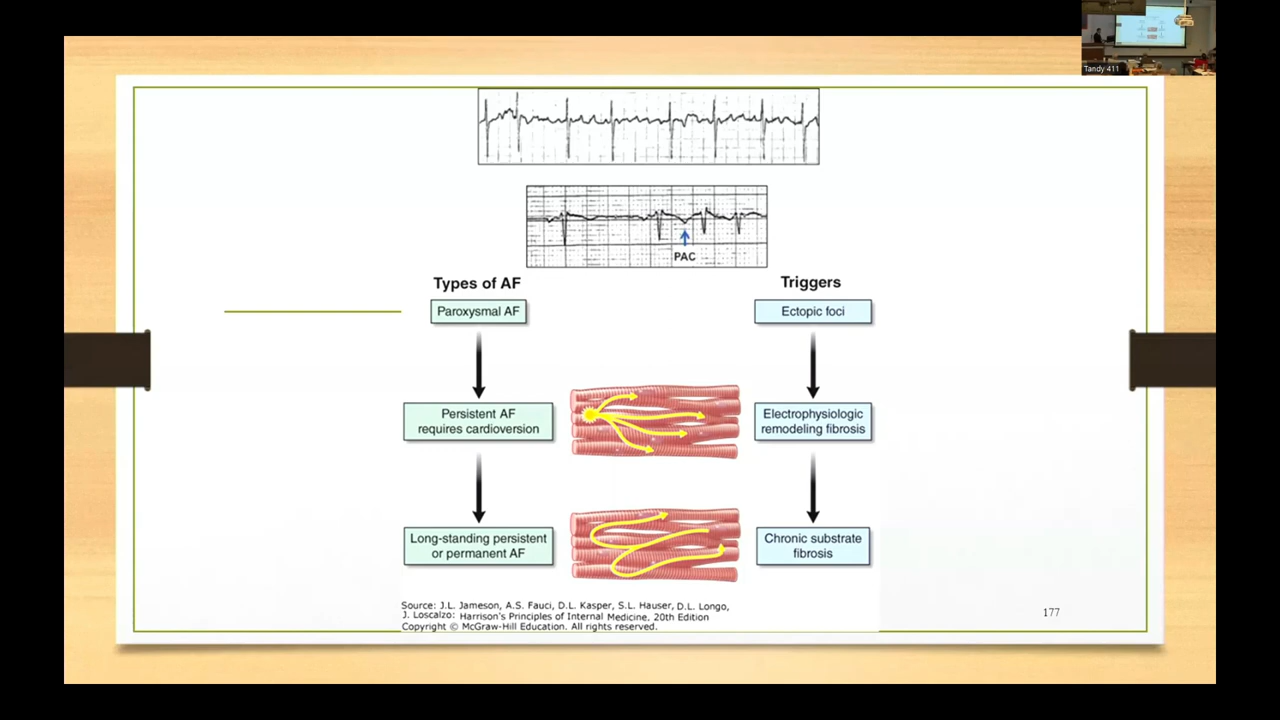 Tandy 411
PAC
Types of AF
Triggers
Paroxysmal AF
Ectopic foci
Persistent AF
requires cardioversion
Electrophysiologic
remodeling fibrosis
Long-standing persistent
or permanent AF
Chronic substrate
fibrosis
Source: J.L. Jameson, A.S. Fauci, D.L. Kasper, S.L. Hauser, D.L. Longo,
J. Loscalzo: Harrison's Principles of Internal Medicine, 20th Edition
Copyright © McGraw-Hill Education. All rights reserved.
177